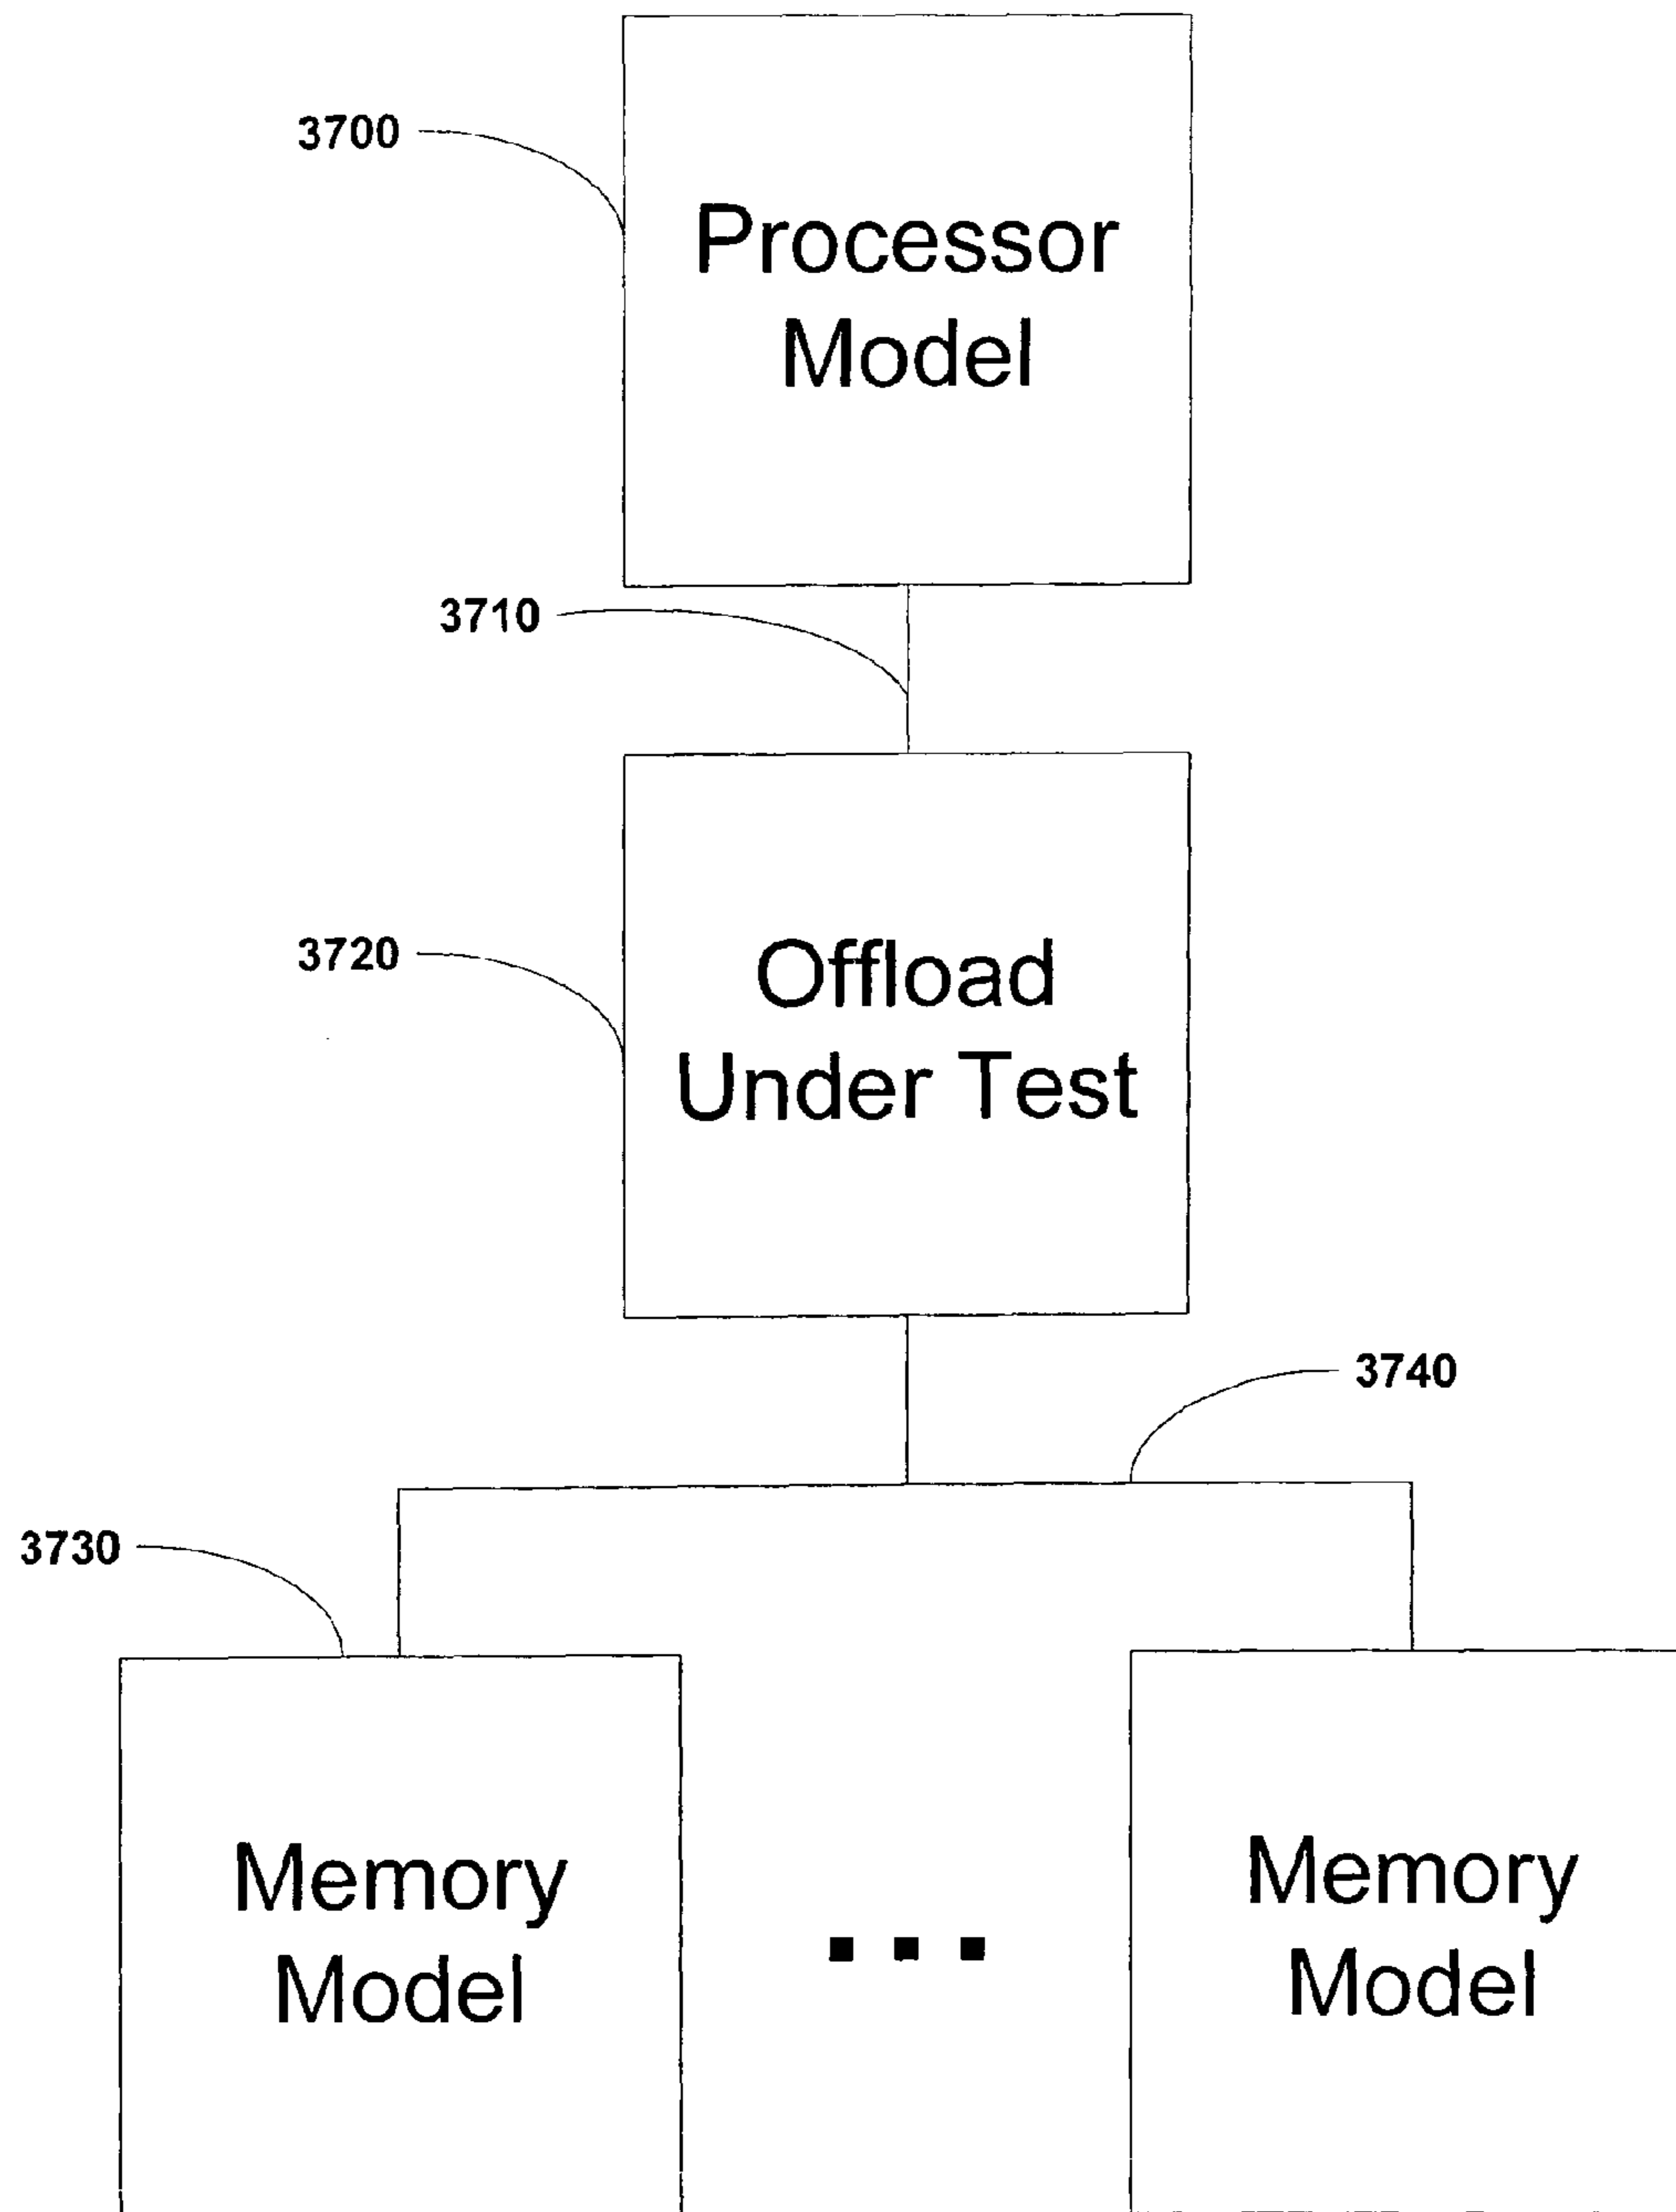 3700
Processor
Model
3710
3720
Offload
Under Test
3740
3730
Memory
Model
...
Memory
Model